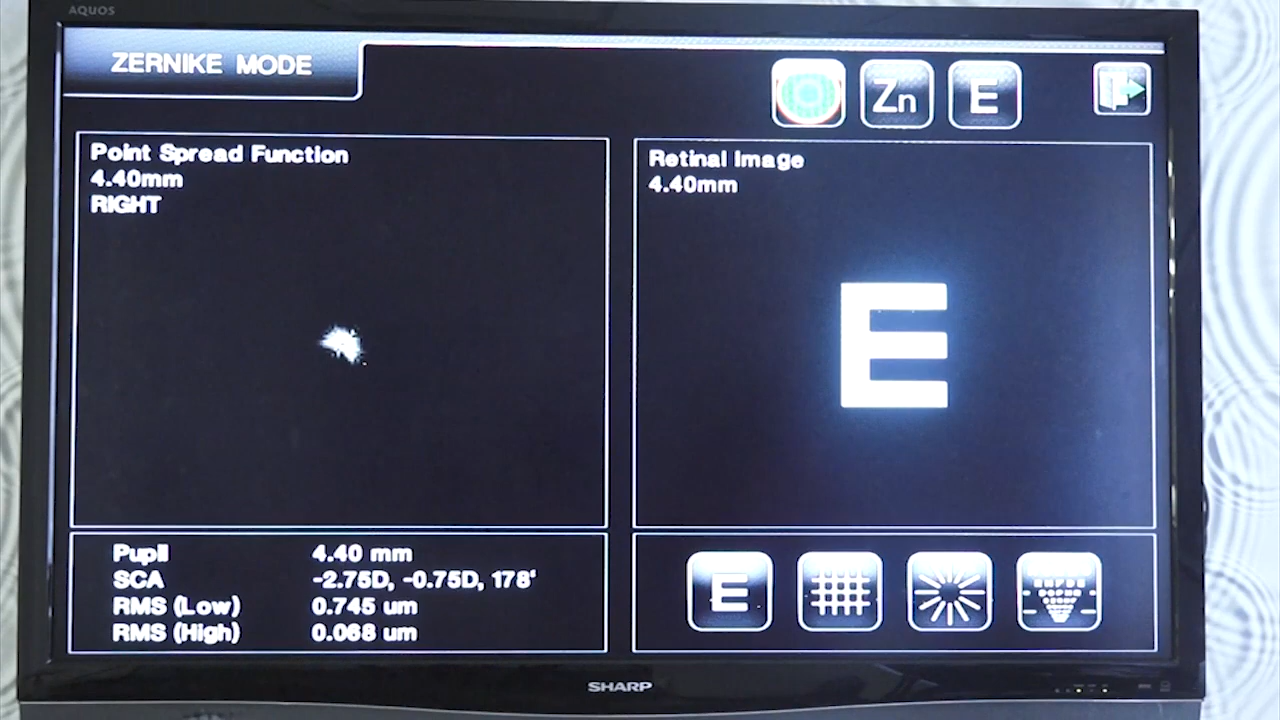 AQUOS
ZERNIKE MODE
Zn
E
Point Spread Function
4.40mm
RIGHT
Retinal Image
4.40mm
E
Pupil 4.40 mm
SCA -2.75D, -0.75D, 178'
RMS (Low) 0.745 um
RMS (High) 0.068 um
E
SHARP